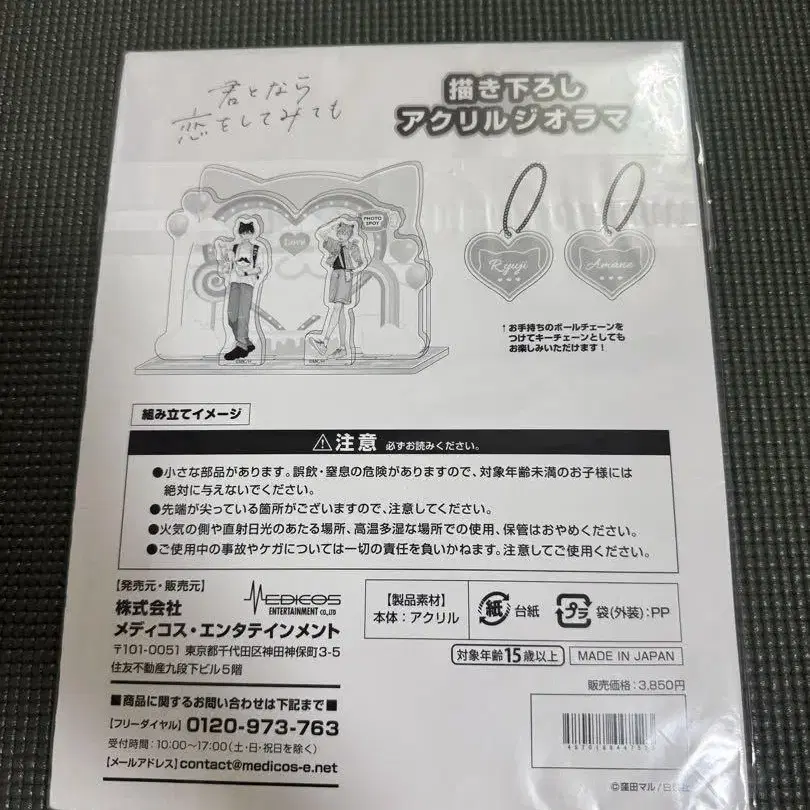 君となら
恋をしてみても
描き下ろし
アクリルジオラマ
PHOTO
SPOT
Ryuji
Amane
↑お手持ちのボールチェーンを
つけてキーチェーンとしても
お楽しみいただけます！
組み立てイメージ
⚠注意 必ずお読みください。
●小さな部品があります。誤飲・窒息の危険がありますので、対象年齢未満のお子様には
絶対に与えないでください。
●先端が尖っている箇所がございますので、注意してください。
●火気の側や直射日光のあたる場所、高温多湿な場所での使用、保管はおやめください。
●ご使用中の事故やケガについては一切の責任を負いかねます。注意してご使用ください。
【発売元・販売元】
株式会社
メディコス・エンタテインメント
MEDICOS
ENTERTAINMENT CO.,LTD
〒101-0051 東京都千代田区神田神保町3-5
住友不動産九段下ビル5階
【製品素材】
本体：アクリル
紙 台紙
プラ 袋(外装)：PP
対象年齢15歳以上
MADE IN JAPAN
販売価格：3,850円
■商品に関するお問い合わせは下記まで■
【フリーダイヤル】0120-973-763
受付時間：10:00〜17:00(土・日・祝日を除く)
【メールアドレス】contact@medicos-e.net
©窪田マル/